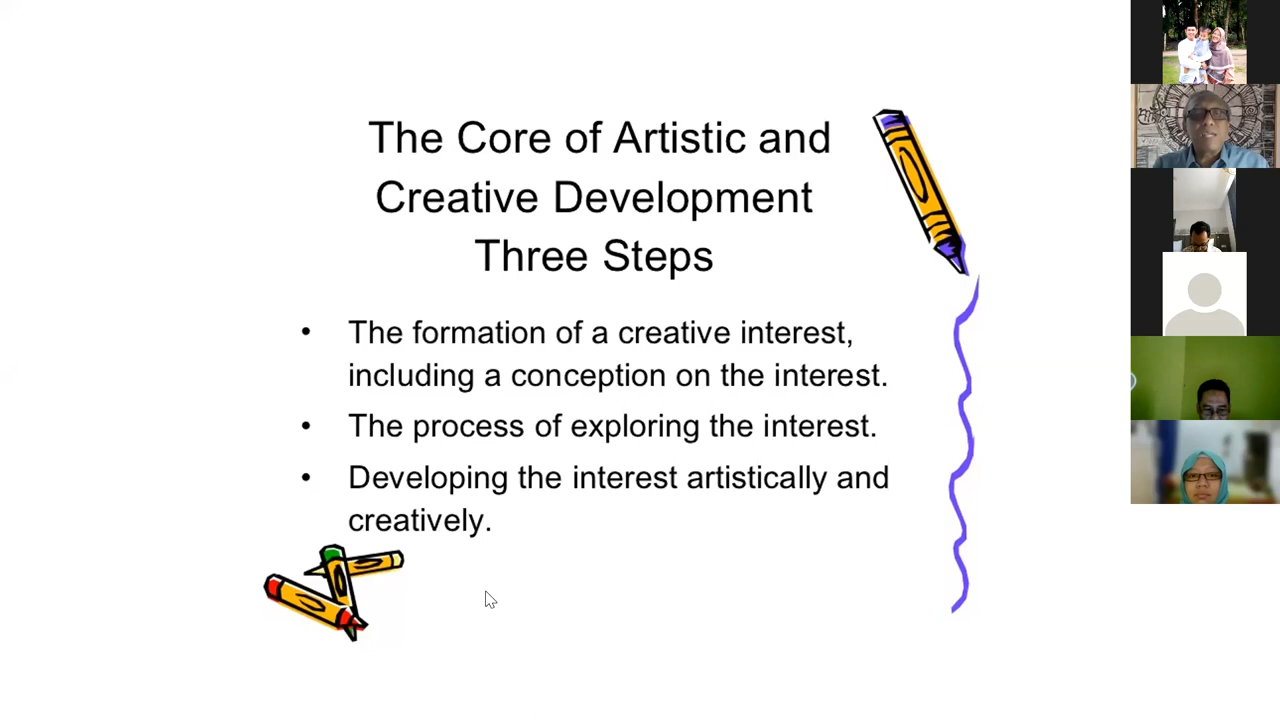 The Core of Artistic and
Creative Development
Three Steps
• The formation of a creative interest,
including a conception on the interest.
• The process of exploring the interest.
• Developing the interest artistically and
creatively.